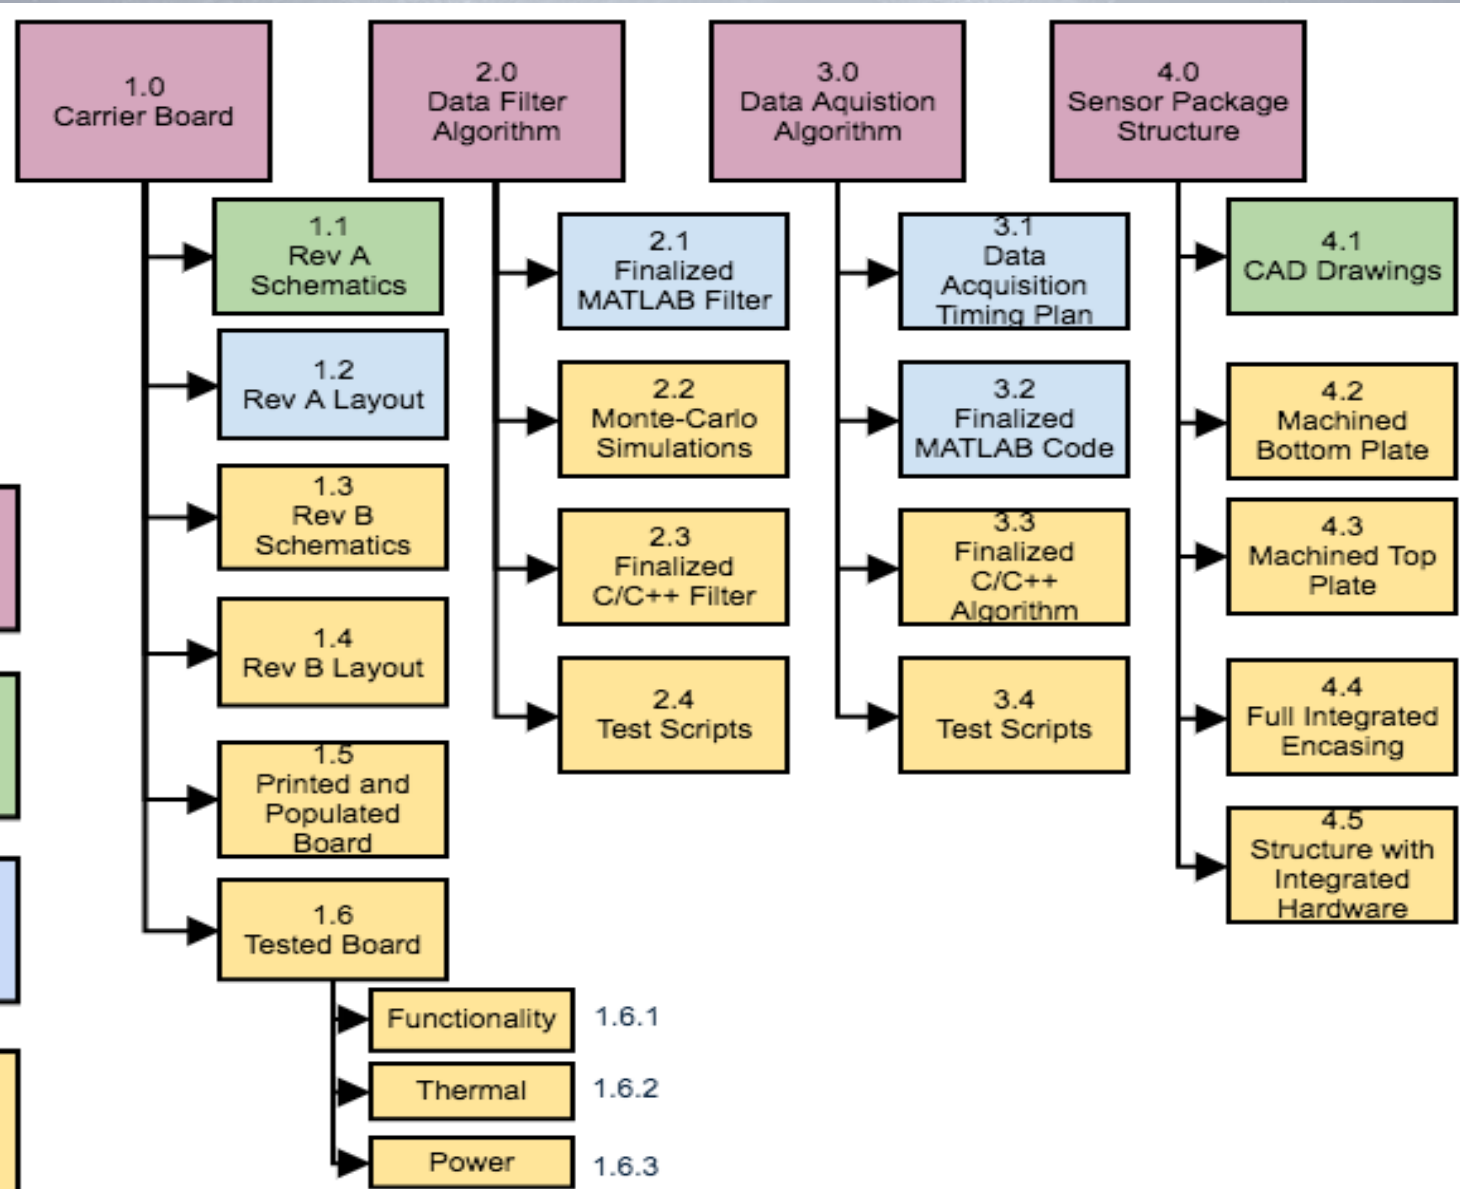 1.0
Carrier Board
2.0
Data Filter
Algorithm
3.0
Data Aquistion
Algorithm
4.0
Sensor Package
Structure
1.1
Rev A
Schematics
1.2
Rev A Layout
1.3
Rev B
Schematics
1.4
Rev B Layout
1.5
Printed and
Populated
Board
1.6
Tested Board
Functionality
1.6.1
Thermal
1.6.2
Power
1.6.3
2.1
Finalized
MATLAB Filter
2.2
Monte-Carlo
Simulations
2.3
Finalized
C/C++ Filter
2.4
Test Scripts
3.1
Data
Acquisition
Timing Plan
3.2
Finalized
MATLAB Code
3.3
Finalized
C/C++
Algorithm
3.4
Test Scripts
4.1
CAD Drawings
4.2
Machined
Bottom Plate
4.3
Machined Top
Plate
4.4
Full Integrated
Encasing
4.5
Structure with
Integrated
Hardware